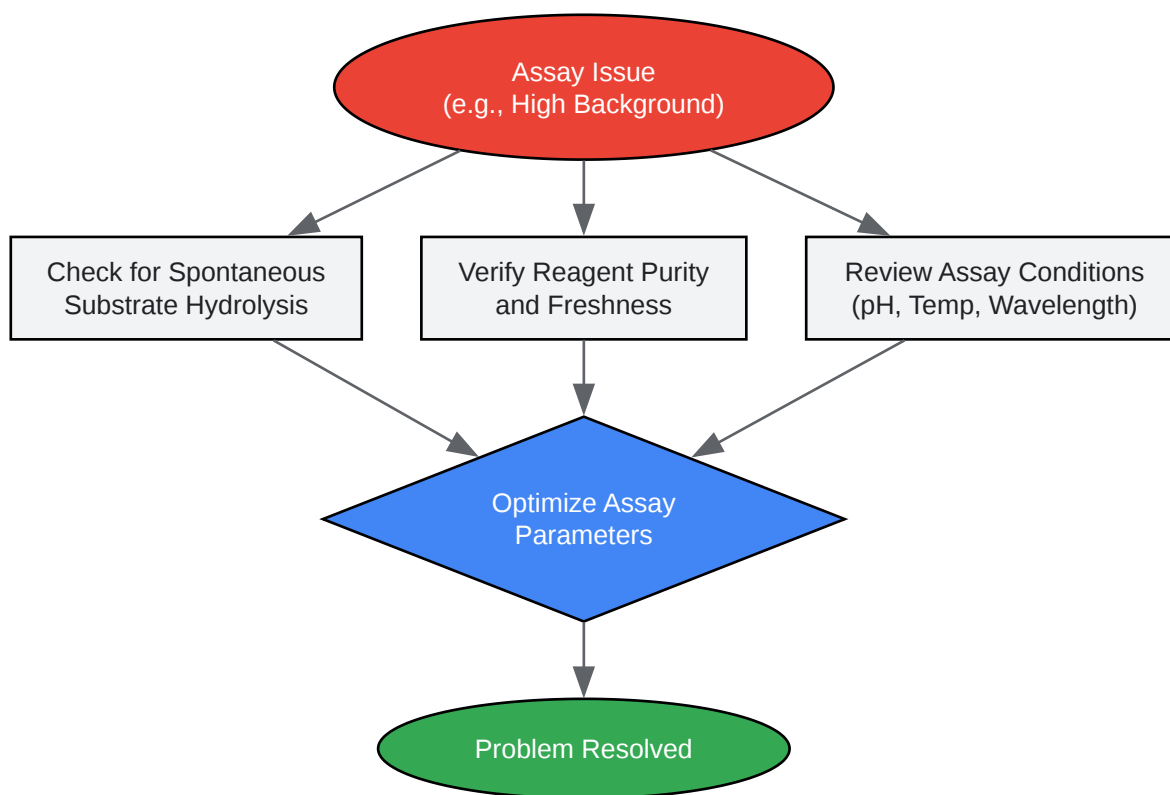 Assay Issue
(e.g., High Background)
Check for Spontaneous
Substrate Hydrolysis
Verify Reagent Purity
and Freshness
Review Assay Conditions
(pH, Temp, Wavelength)
Optimize Assay
Parameters
Problem Resolved